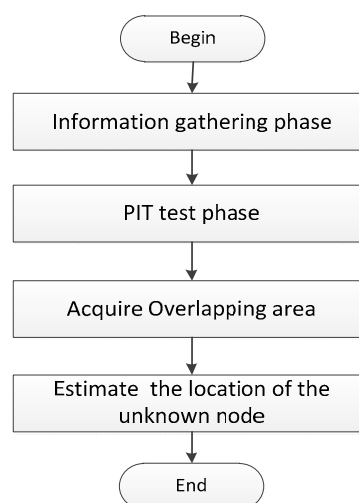 Begin
Information gathering phase
PIT test phase
Acquire Overlapping area
Estimate the location of the
unknown node
End